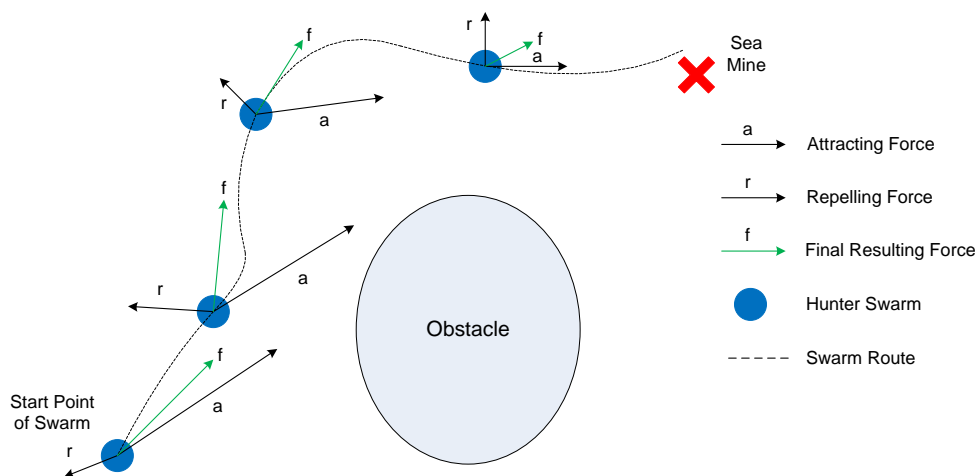 r
f
a
Sea
Mine
f
r
a
f
r
a
Obstacle
f
a
Start Point
of Swarm
r
a
Attracting Force
r
Repelling Force
f
Final Resulting Force
Hunter Swarm
Swarm Route